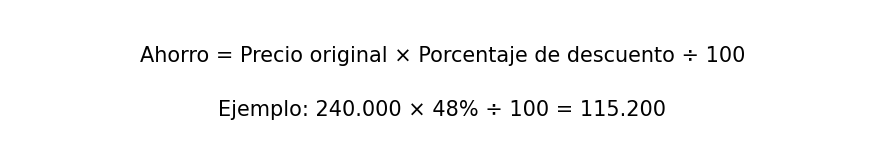 Ahorro = Precio original × Porcentaje de descuento ÷ 100
Ejemplo: 240.000 × 48% ÷ 100 = 115.200